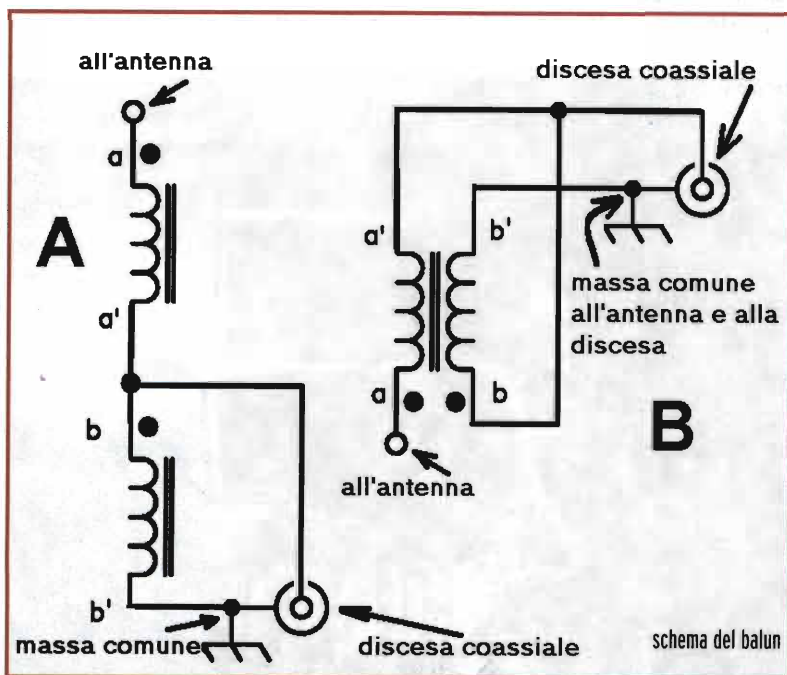 all'antenna
a
A
a'
b
b'
massa comune
discesa coassiale
discesa coassiale
a'
b'
massa comune
all'antenna e alla
discesa
a
b
B
all'antenna
schema del balun